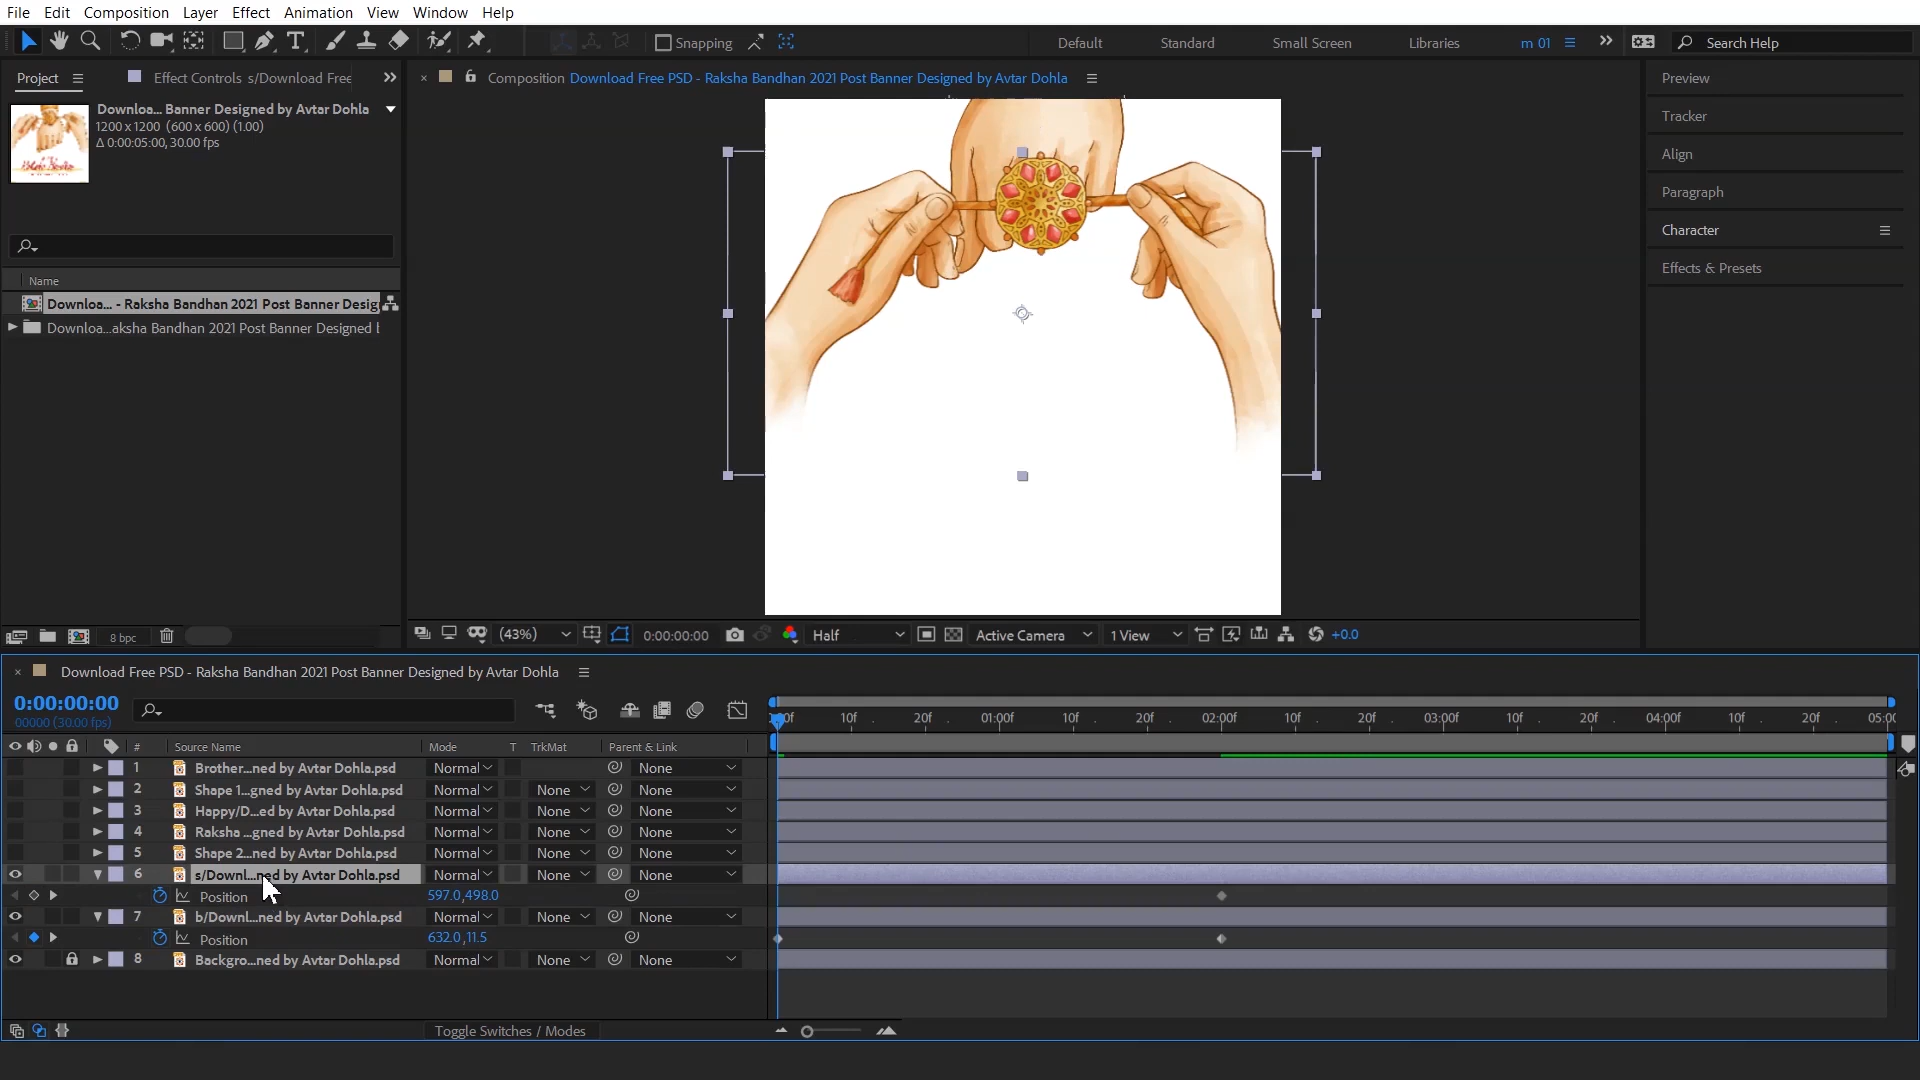 File Edit Composition Layer Effect Animation View Window Help
Snapping Default Standard Small Screen Libraries m 01 Search Help
Project Effect Controls s/Download Free
Composition Download Free PSD - Raksha Bandhan 2021 Post Banner Designed by Avtar Dohla
Preview
Downloa... Banner Designed by Avtar Dohla
1200 x 1200 (600 x 600) (1.00)
Δ 0:00:05:00, 30.00 fps
Tracker
Align
Paragraph
Character
Effects & Presets
Name
Downloa... - Raksha Bandhan 2021 Post Banner Desig
Downloa...aksha Bandhan 2021 Post Banner Designed
8 bpc
(43%) 0:00:00:00 Half Active Camera 1 View +0.0
Download Free PSD - Raksha Bandhan 2021 Post Banner Designed by Avtar Dohla
0:00:00:00
00000 (30.00 fps)
10f 20f 01:00f 10f 20f 02:00f 10f 20f 03:00f 10f 20f 04:00f 10f 20f 05:00
# Source Name Mode T TrkMat Parent & Link
1 Brother...ned by Avtar Dohla.psd Normal None
2 Shape 1...gned by Avtar Dohla.psd Normal None None
3 Happy/D...ed by Avtar Dohla.psd Normal None None
4 Raksha ...gned by Avtar Dohla.psd Normal None None
5 Shape 2...ned by Avtar Dohla.psd Normal None None
6 s/Downl...ned by Avtar Dohla.psd Normal None None
Position 597.0,498.0
7 b/Downl...ned by Avtar Dohla.psd Normal None None
Position 632.0,11.5
8 Backgro...ned by Avtar Dohla.psd Normal None None
Toggle Switches / Modes